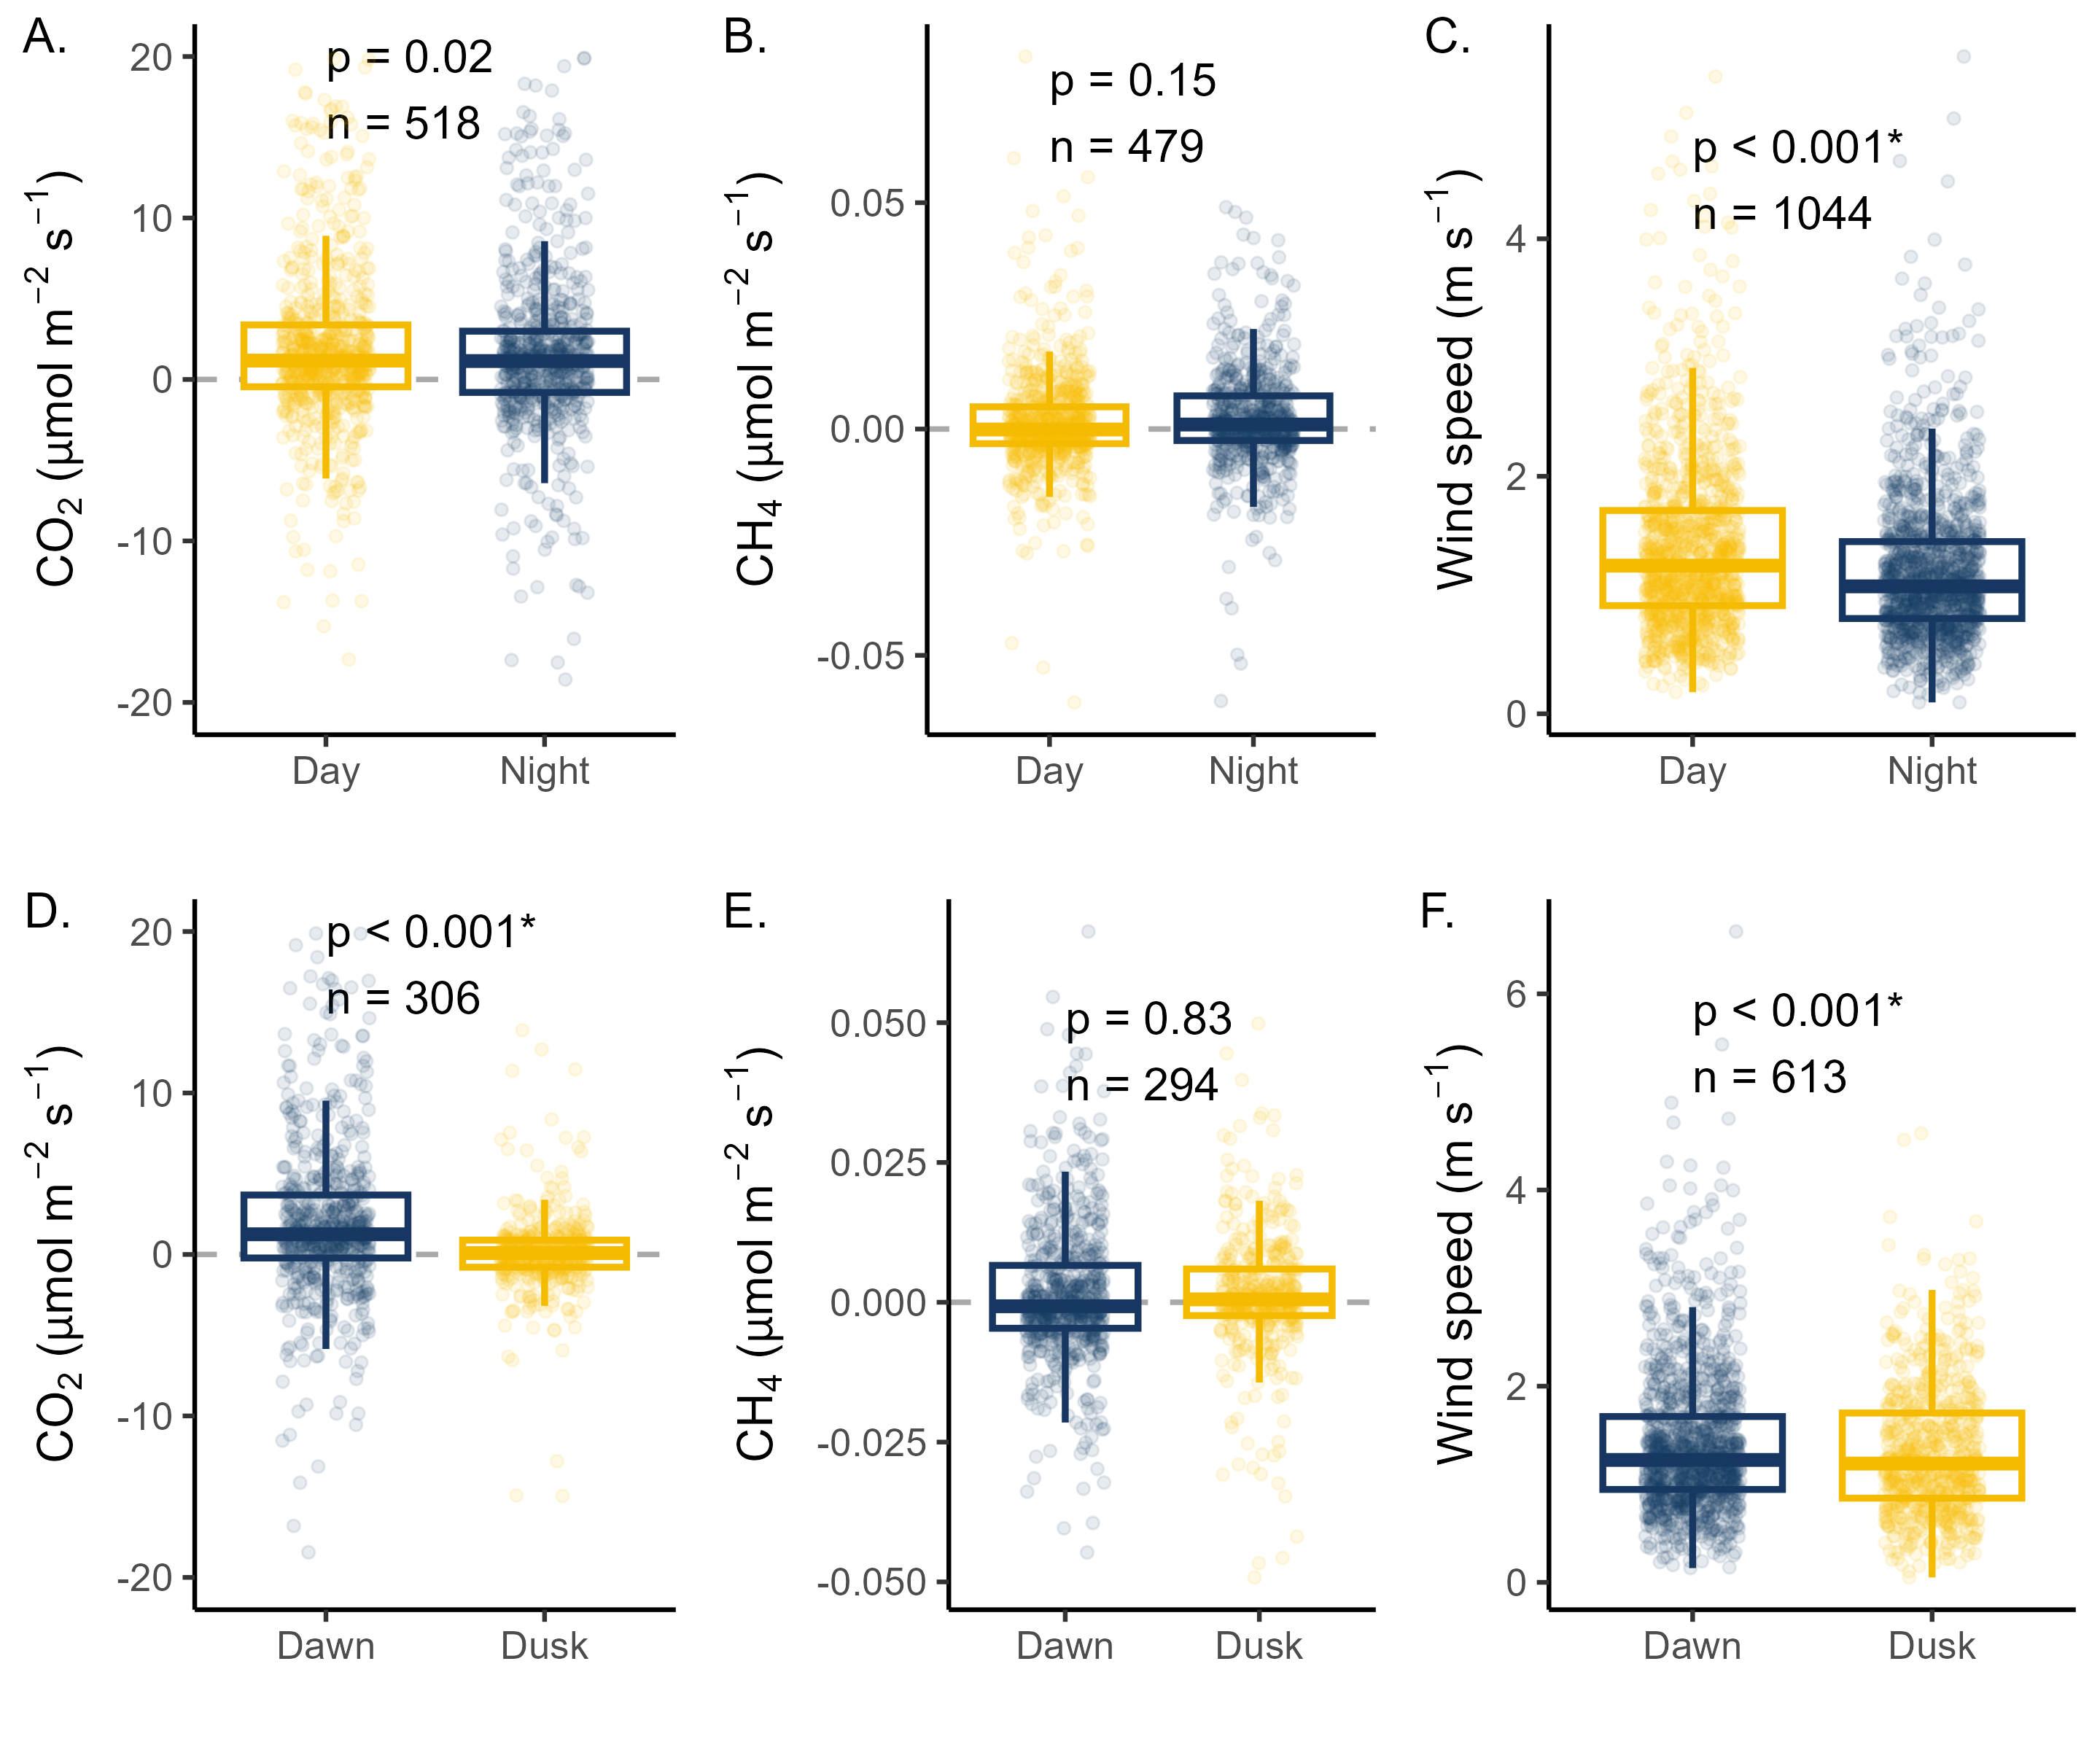 A.
CO₂ (µmol m⁻² s⁻¹)
20
10
0
-10
-20
p = 0.02
n = 518
Day
Night
B.
CH₄ (µmol m⁻² s⁻¹)
0.05
0.00
-0.05
p = 0.15
n = 479
Day
Night
C.
Wind speed (m s⁻¹)
4
2
0
p < 0.001*
n = 1044
Day
Night
D.
CO₂ (µmol m⁻² s⁻¹)
20
10
0
-10
-20
p < 0.001*
n = 306
Dawn
Dusk
E.
CH₄ (µmol m⁻² s⁻¹)
0.050
0.025
0.000
-0.025
-0.050
p = 0.83
n = 294
Dawn
Dusk
F.
Wind speed (m s⁻¹)
6
4
2
0
p < 0.001*
n = 613
Dawn
Dusk